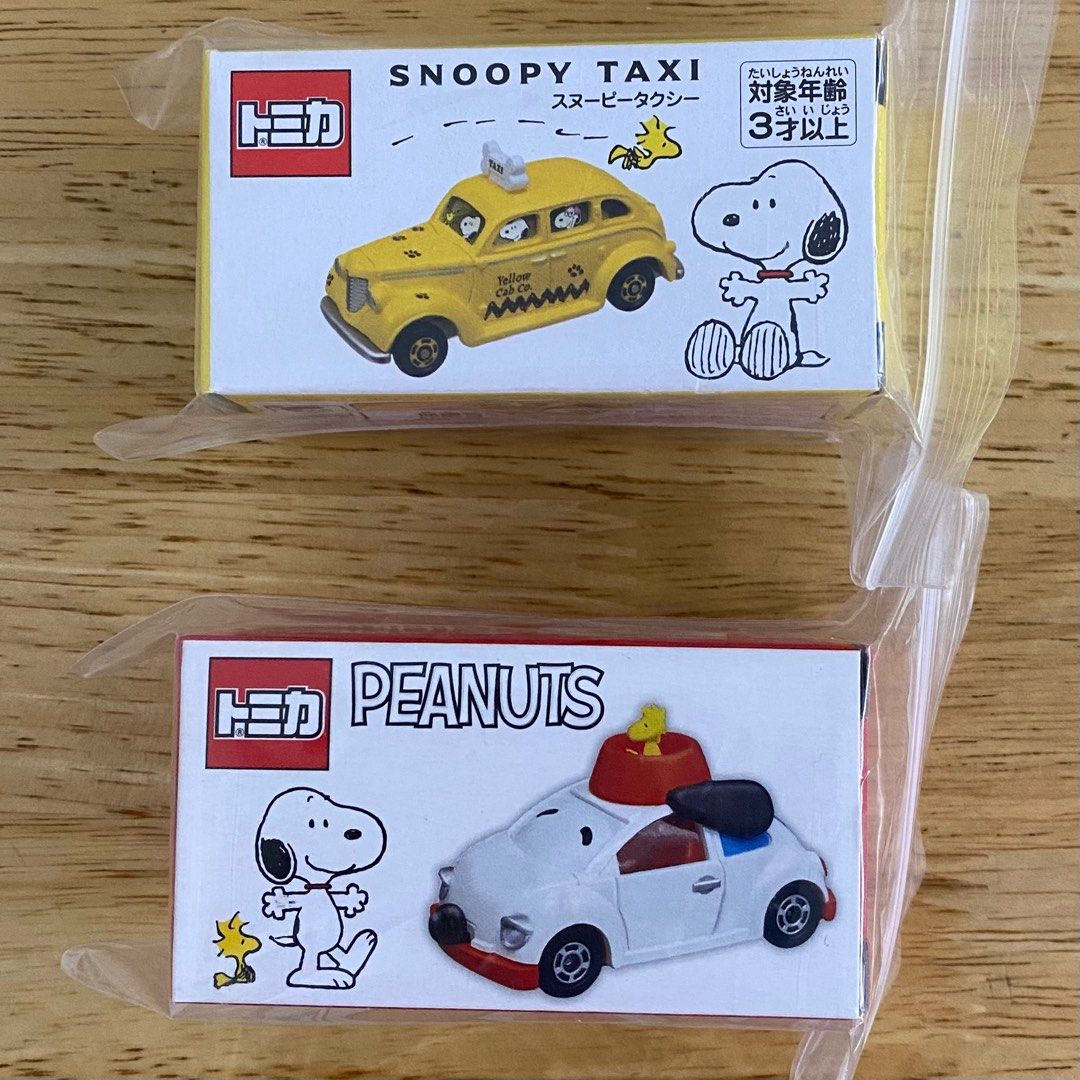 トミカ®
SNOOPY TAXI
スヌーピータクシー
たいしょうねんれい
対象年齢
さいいじょう
3才以上
TAXI
Yellow
Cab Co.
トミカ®
PEANUTS